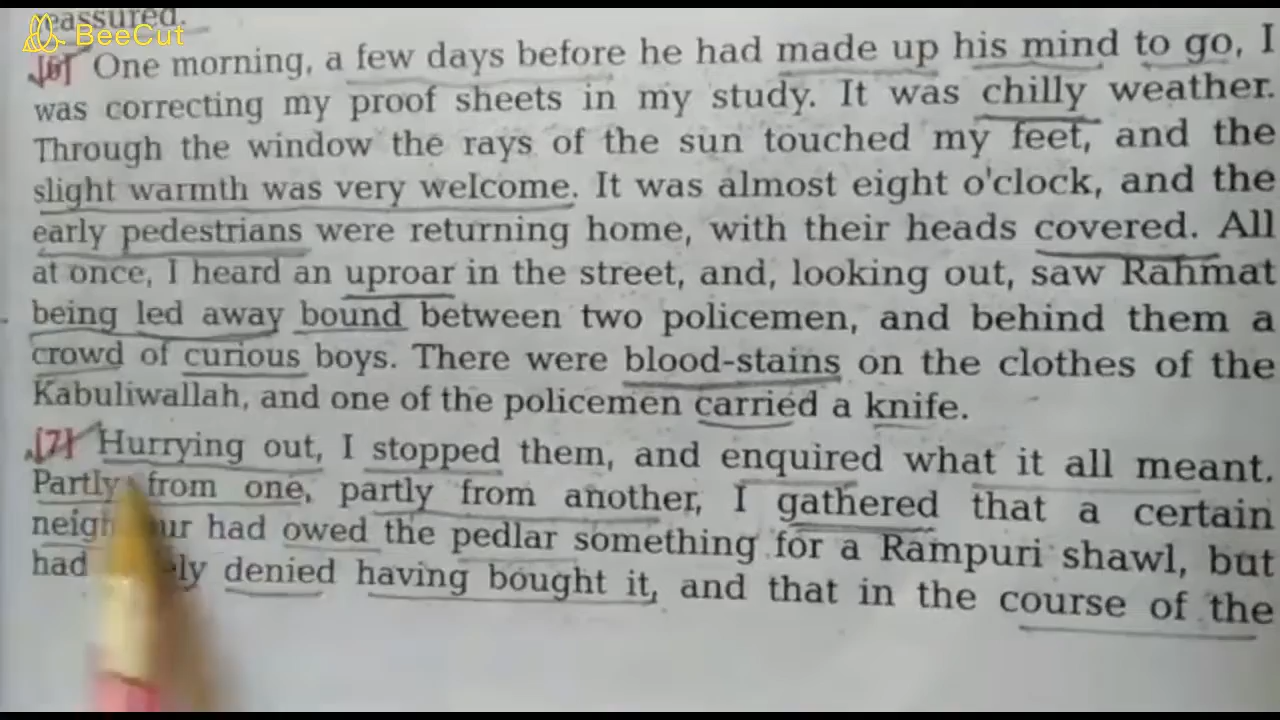 reassured.
BeeCut
[6] One morning, a few days before he had made up his mind to go, I
was correcting my proof sheets in my study. It was chilly weather.
Through the window the rays of the sun touched my feet, and the
slight warmth was very welcome. It was almost eight o'clock, and the
early pedestrians were returning home, with their heads covered. All
at once, I heard an uproar in the street, and, looking out, saw Rahmat
being led away bound between two policemen, and behind them a
crowd of curious boys. There were blood-stains on the clothes of the
Kabuliwallah, and one of the policemen carried a knife.
[7] Hurrying out, I stopped them, and enquired what it all meant.
Partly from one, partly from another, I gathered that a certain
had owed the pedlar something for a Rampuri shawl, but
had denied having bought it, and that in the course of the